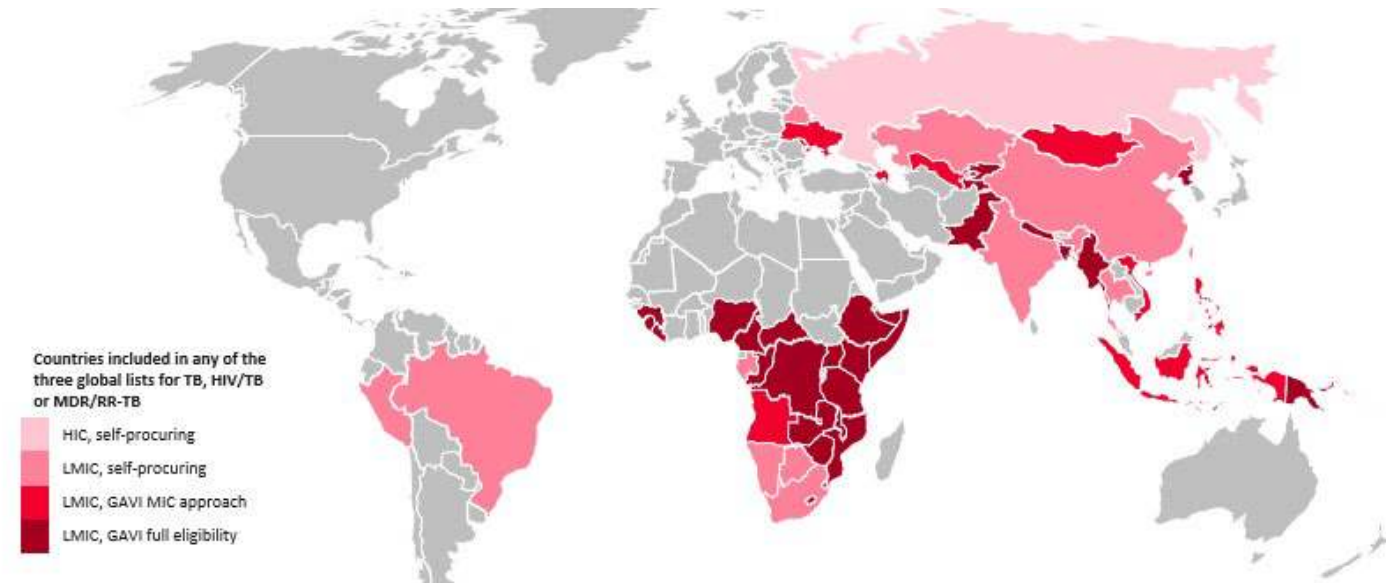 Countries included in any of the
three global lists for TB, HIV/TB
or MDR/RR-TB
HIC, self-procuring
LMIC, self-procuring
LMIC, GAVI MIC approach
LMIC, GAVI full eligibility